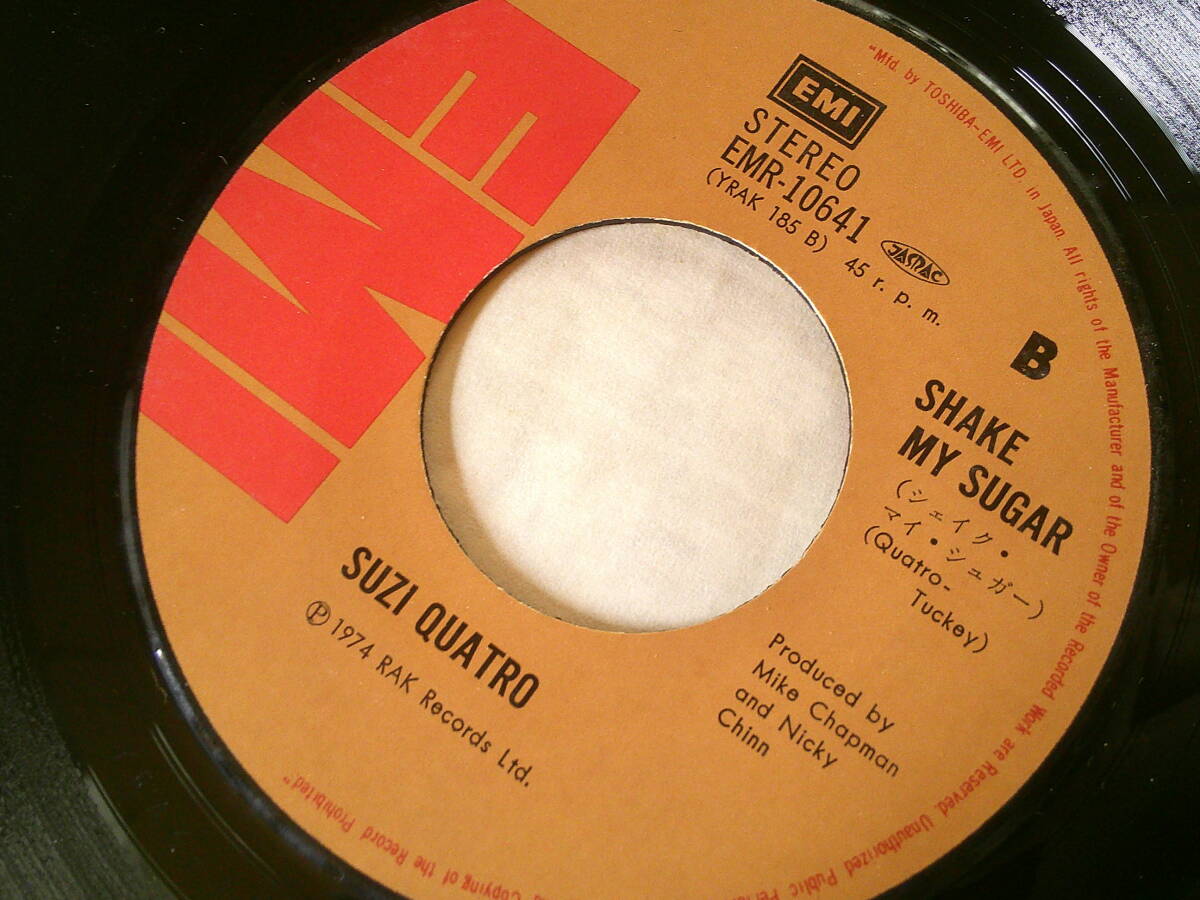 EMI
EMI
STEREO
EMR-10641
(YRAK 185 B)
JASRAC
45 r. p. m.
B
SHAKE
MY SUGAR
(シェイク・
マイ・シュガー)
(Quatro-
Tuckey)
Produced by
Mike Chapman
and Nicky
Chinn
SUZI QUATRO
Ⓟ 1974 RAK Records Ltd.
"Mfd. by TOSHIBA-EMI LTD. in Japan. All rights of the Manufacturer and of the Owner of the Recorded Work are Reserved. Unauthorized Public Copying of the Record Prohibited."